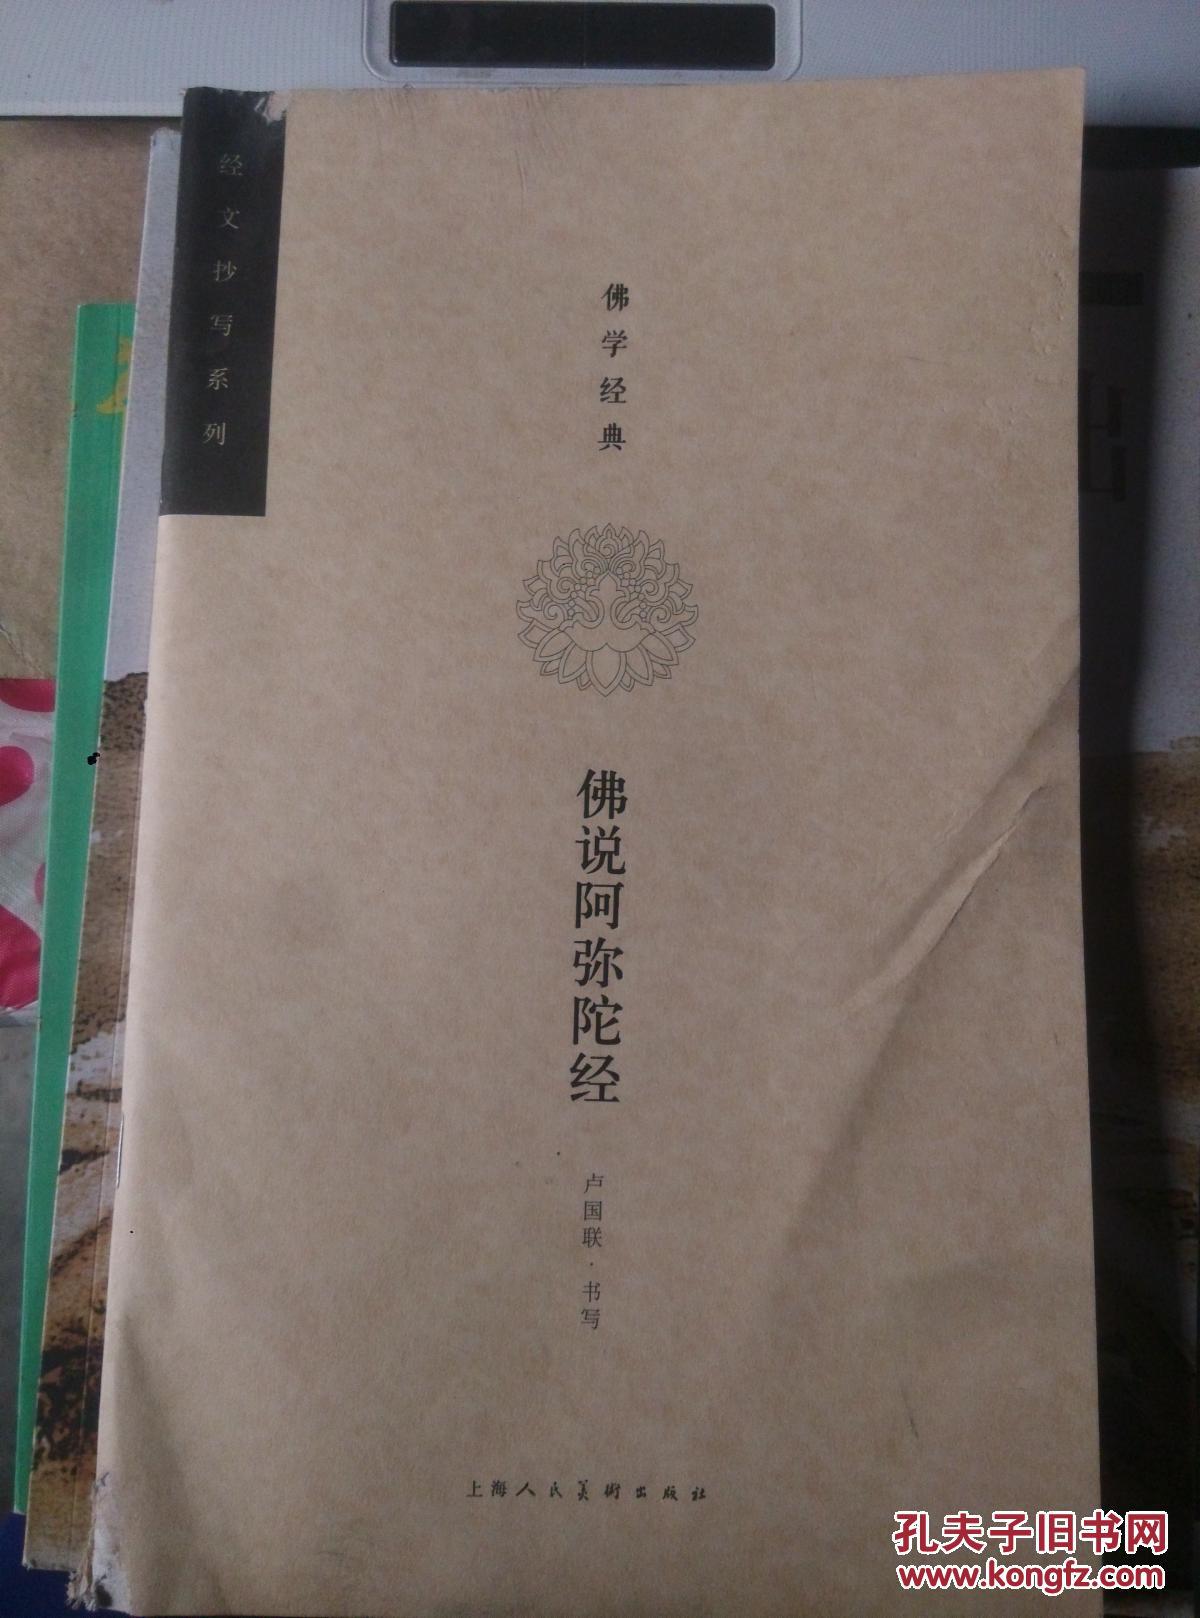 经文抄写系列
佛学经典
佛说阿弥陀经
卢国联·书写
上海人民美術出版社
出
孔夫子旧书网
www.kongfz.com